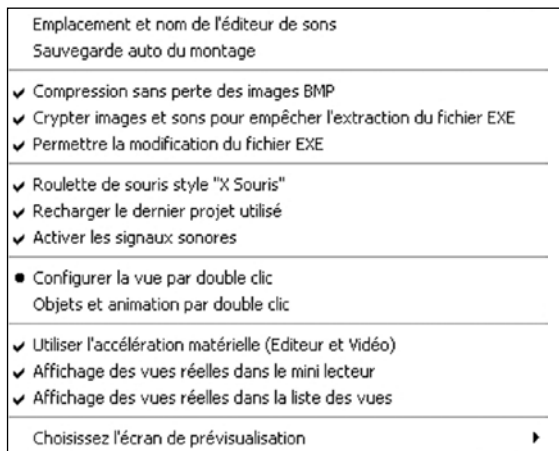 Emplacement et nom de l'éditeur de sons
Sauvegarde auto du montage
Compression sans perte des images BMP
Crypter images et sons pour empêcher l'extraction du fichier EXE
Permettre la modification du fichier EXE
Roulette de souris style "X Souris"
Recharger le dernier projet utilisé
Activer les signaux sonores
Configurer la vue par double clic
Objets et animation par double clic
Utiliser l'accélération matérielle (Editeur et Vidéo)
Affichage des vues réelles dans le mini lecteur
Affichage des vues réelles dans la liste des vues
Choisissez l'écran de prévisualisation